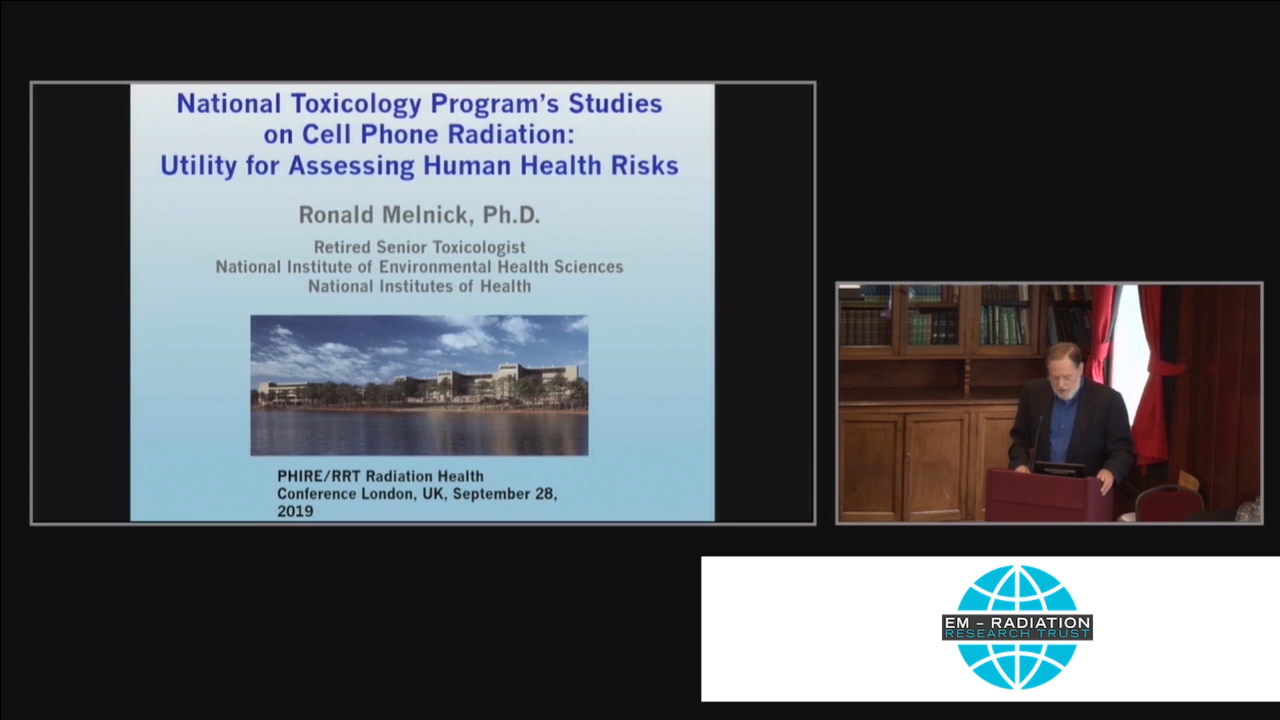 National Toxicology Program's Studies
on Cell Phone Radiation:
Utility for Assessing Human Health Risks
Ronald Melnick, Ph.D.
Retired Senior Toxicologist
National Institute of Environmental Health Sciences
National Institutes of Health
PHIRE/RRT Radiation Health
Conference London, UK, September 28,
2019
EM – RADIATION
RESEARCH TRUST